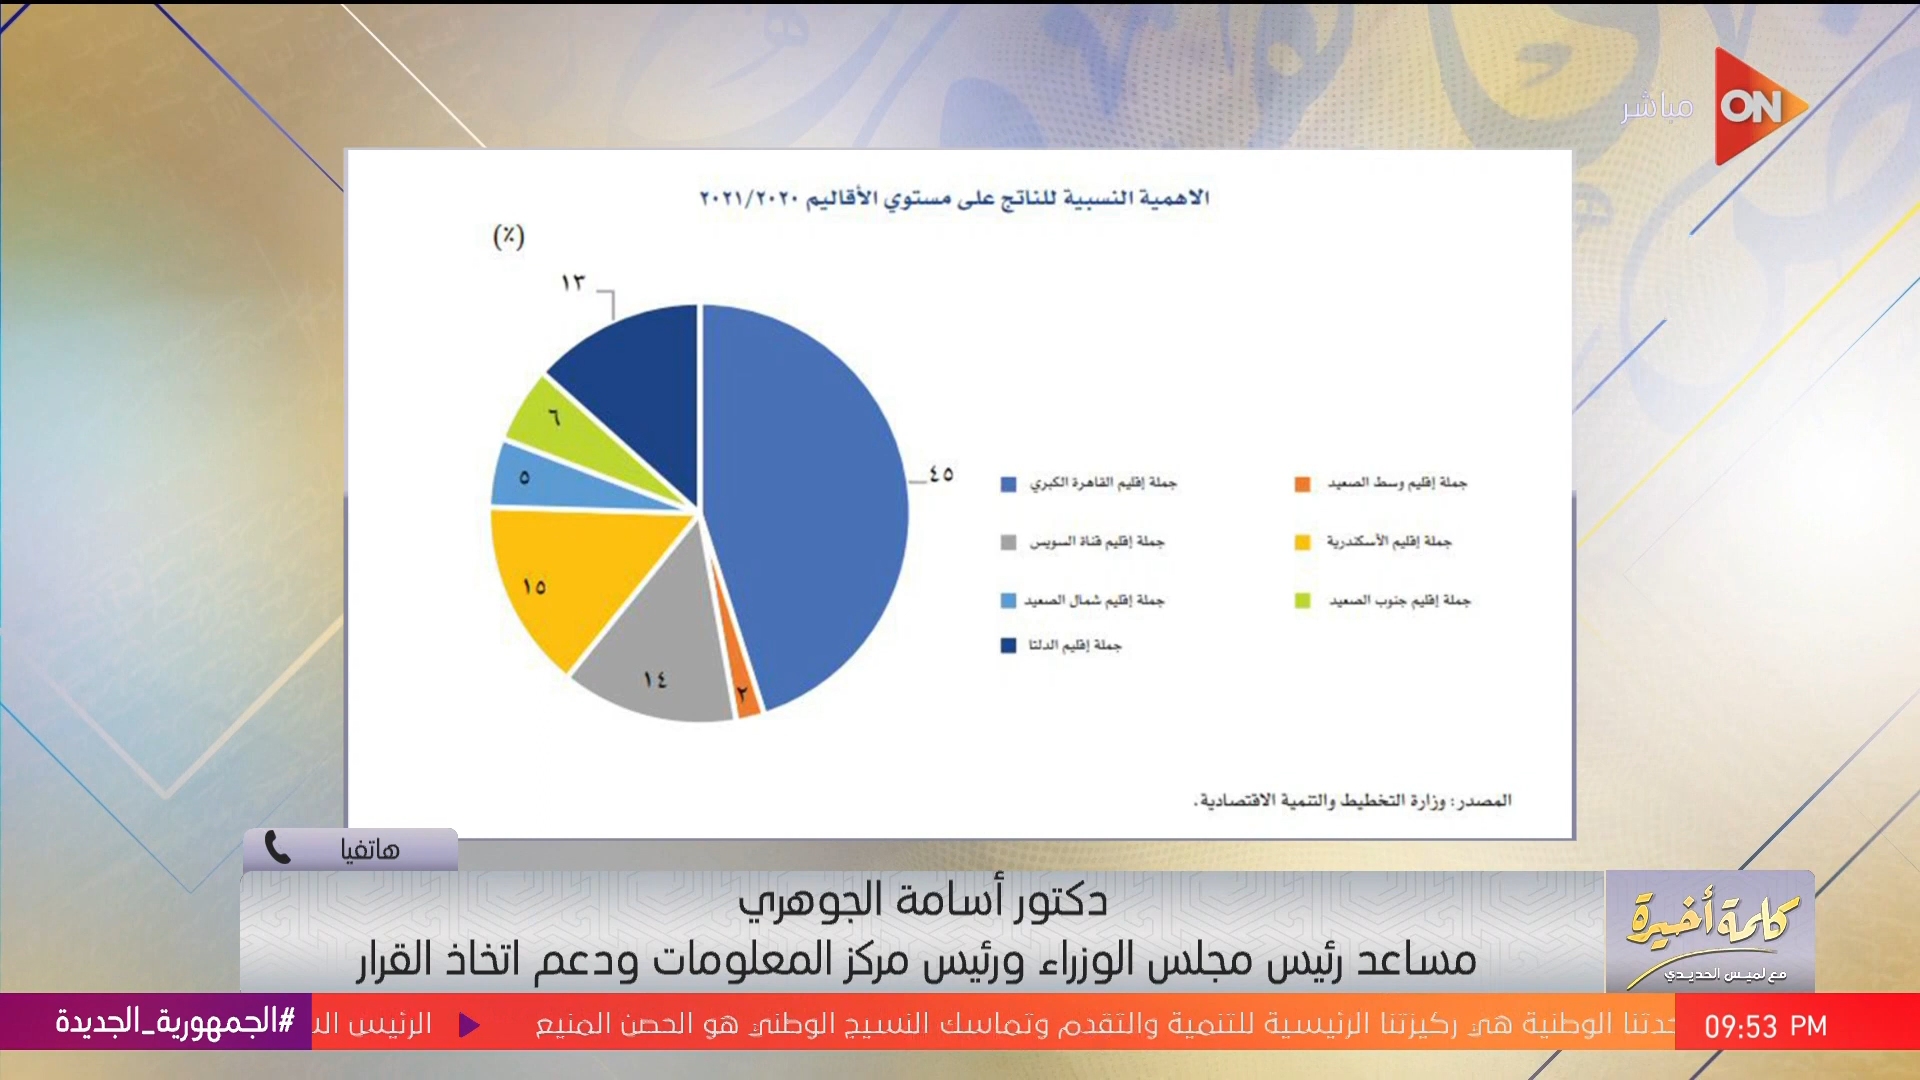 مباشر ON
الاهمية النسبية للناتج على مستوي الأقاليم ٢٠٢١/٢٠٢٠
(٪)
١٣
٦
٥
١٥
١٤
٢
٤٥
جملة إقليم القاهرة الكبري
جملة إقليم وسط الصعيد
جملة إقليم قناة السويس
جملة إقليم الأسكندرية
جملة إقليم شمال الصعيد
جملة إقليم جنوب الصعيد
جملة إقليم الدلتا
المصدر: وزارة التخطيط والتنمية الاقتصادية.
هاتفيا
دكتور أسامة الجوهري
مساعد رئيس مجلس الوزراء ورئيس مركز المعلومات ودعم اتخاذ القرار
كلمة أخيرة
مع لميس الحديدي
09:53 PM
الوطنية هي ركيزتنا الرئيسية للتنمية والتقدم وتماسك النسيج الوطني هو الحصن المنيع
الرئيس
#الجمهورية_الجديدة